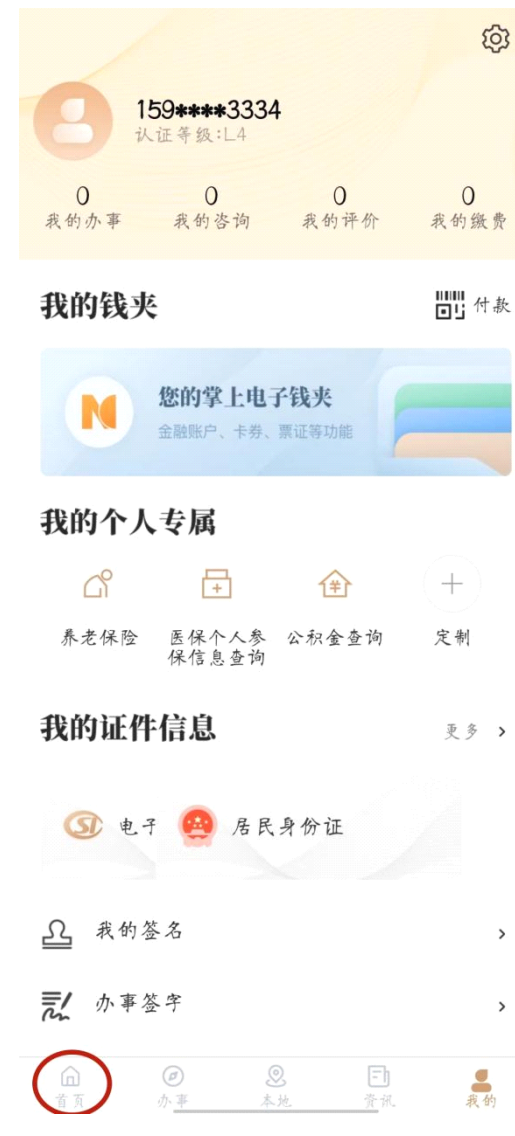 159****3334
认证等级:L4
0 0 0 0
我的办事 我的咨询 我的评价 我的缴费
我的钱夹 付款
您的掌上电子钱夹
金融账户、卡券、票证等功能
我的个人专属
养老保险 医保个人参 公积金查询 定制
保信息查询
我的证件信息 更多
电子 居民身份证
我的签名
办事签字
首页 办事 本地 资讯 我的